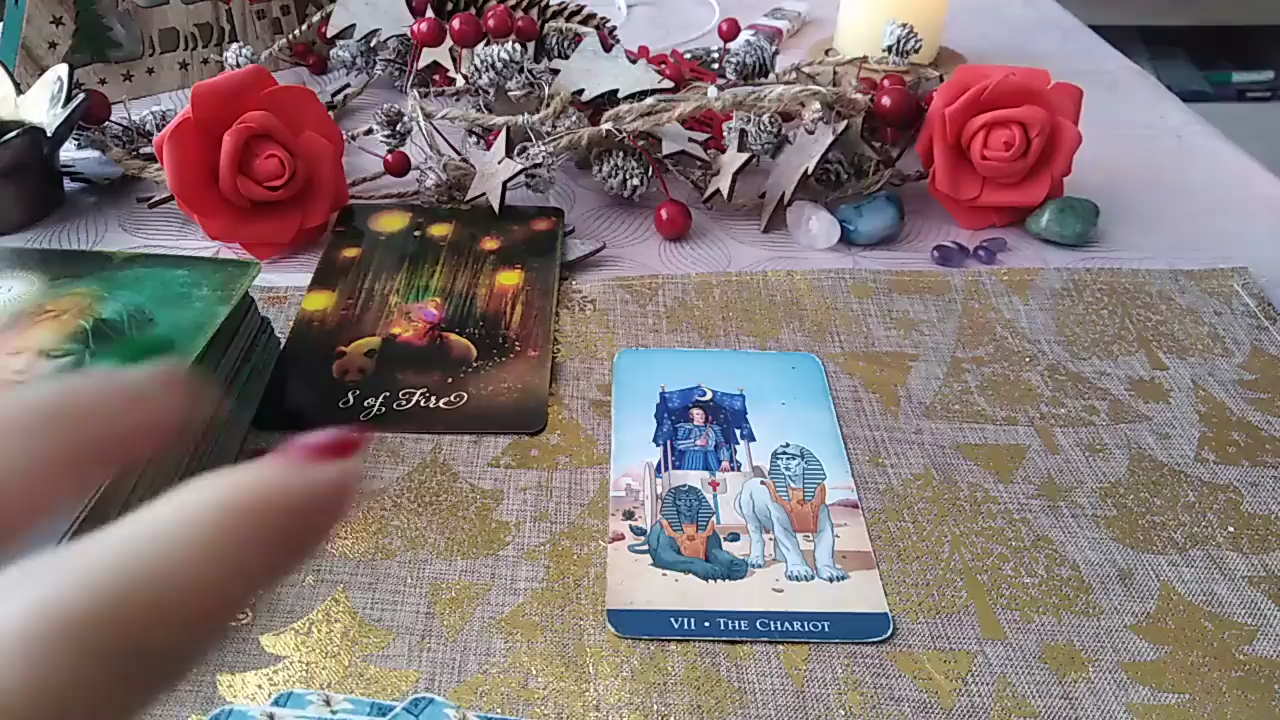 8 of Fire
VII • THE CHARIOT